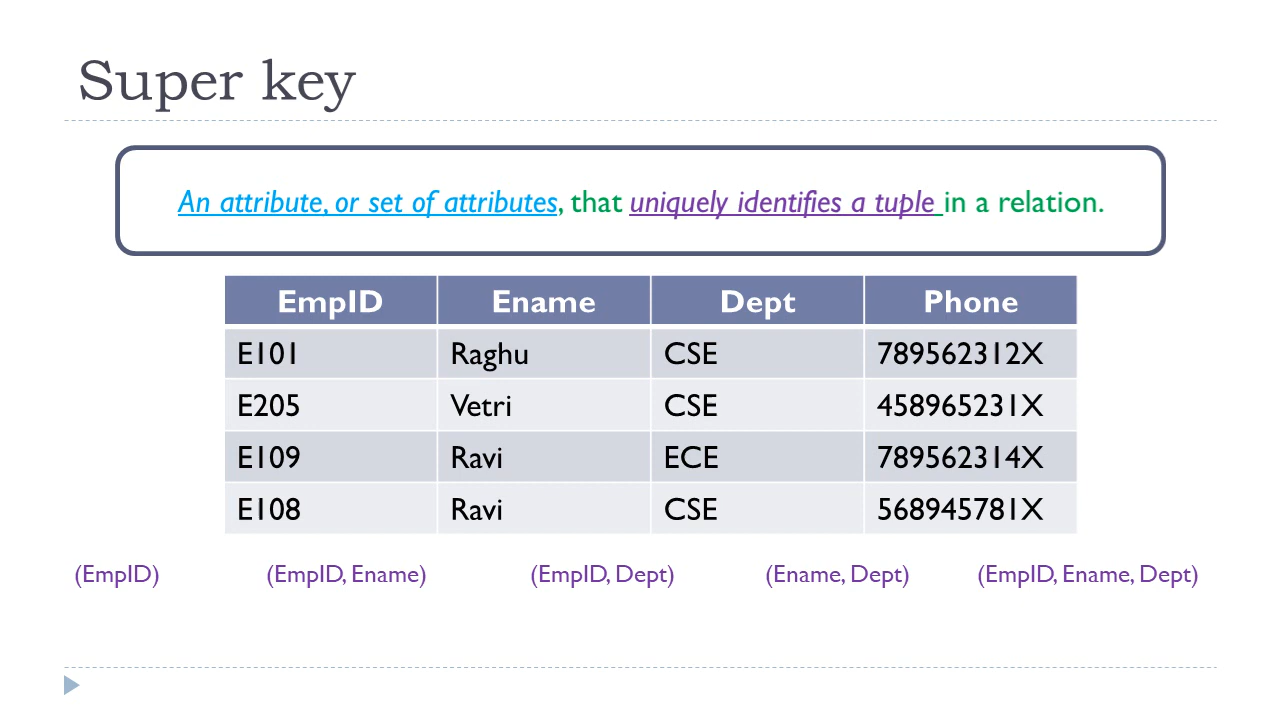 Super key
An attribute, or set of attributes, that uniquely identifies a tuple in a relation.
EmpID Ename Dept Phone
E101 Raghu CSE 789562312X
E205 Vetri CSE 458965231X
E109 Ravi ECE 789562314X
E108 Ravi CSE 568945781X
(EmpID) (EmpID, Ename) (EmpID, Dept) (Ename, Dept) (EmpID, Ename, Dept)